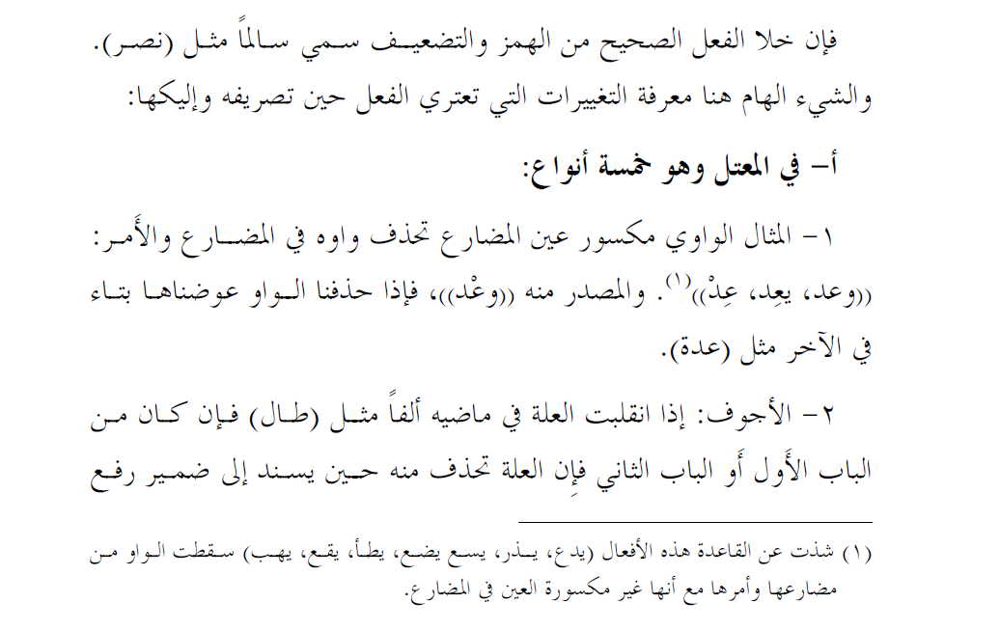 فإن خلا الفعل الصحيح من الهمز والتضعيف سمي سالماً مثل (نصر).
والشيء الهام هنا معرفة التغييرات التي تعتري الفعل حين تصريفه وإليكها:
أ– في المعتل وهو خمسة أنواع:
١– المثال الواوي مكسور عين المضارع تحذف واوه في المضارع والأَمر:
((وعد، يعِد، عِدْ))(١). والمصدر منه ((وعْد))، فإذا حذفنا الواو عوضناها بتاء
في الآخر مثل (عدة).
٢– الأجوف: إذا انقلبت العلة في ماضيه ألفاً مثل (طال) فإن كان من
الباب الأَول أَو الباب الثاني فإِن العلة تحذف منه حين يسند إلى ضمير رفع
(١) شذت عن القاعدة هذه الأفعال (يدع، يذر، يسع يضع، يطأ، يقع، يهب) سقطت الواو من
مضارعها وأمرها مع أنها غير مكسورة العين في المضارع.